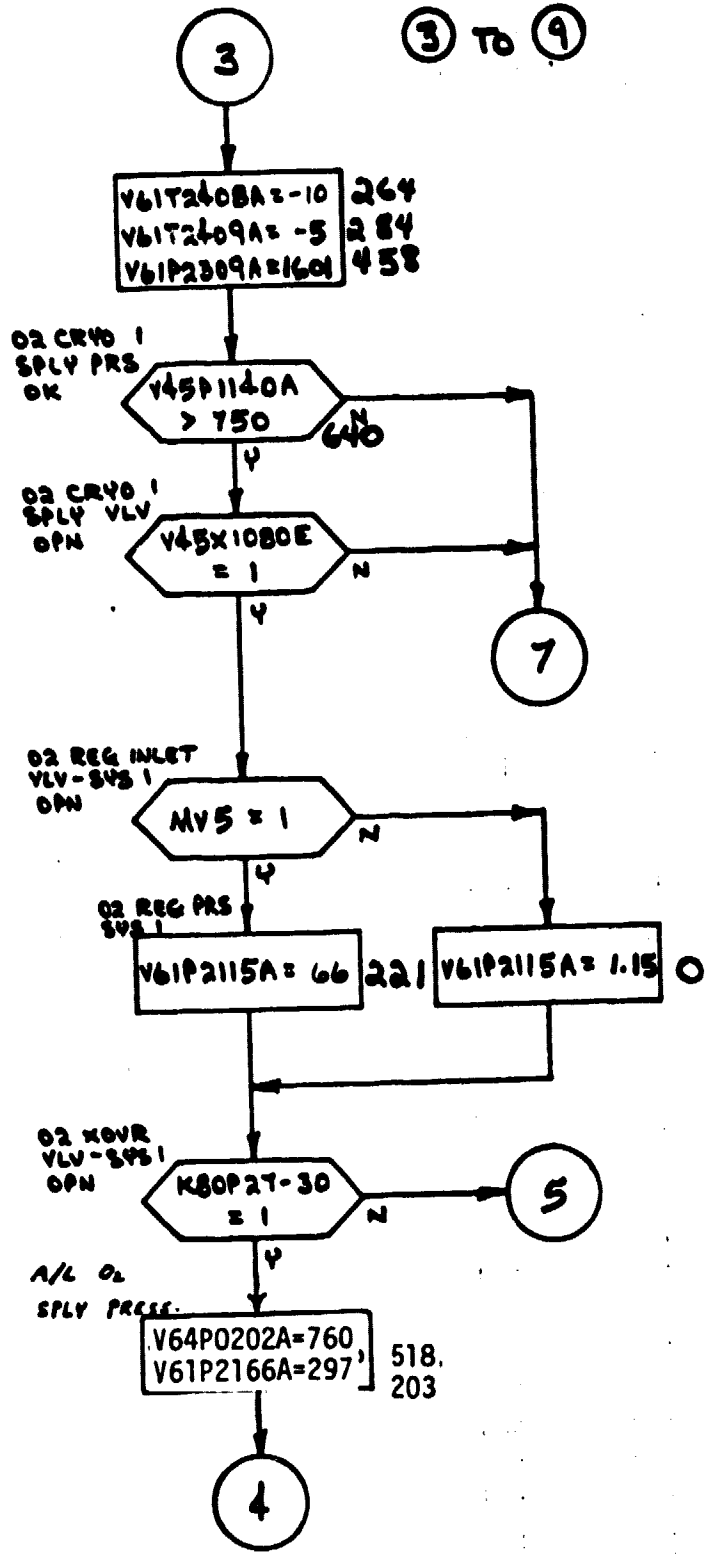 3 TO 9
3
V61T2408A=-10 264
V61T2409A= -5 284
V61P2309A=1601 458
O2 CRYO 1
SPLY PRS
OK
V45P1140A
> 750
N
640
Y
O2 CRYO 1
SPLY VLV
OPN
V45X1080E
= 1
N
Y
7
O2 REG INLET
VLV-SYS 1
OPN
MV5 = 1
N
Y
O2 REG PRS
SYS 1
V61P2115A= 66 221
V61P2115A= 1.15 0
O2 XOVR
VLV-SYS 1
OPN
K80P27-30
= 1
N
5
Y
A/L O2
SPLY PRESS.
V64P0202A=760
V61P2166A=297
518.
203
4